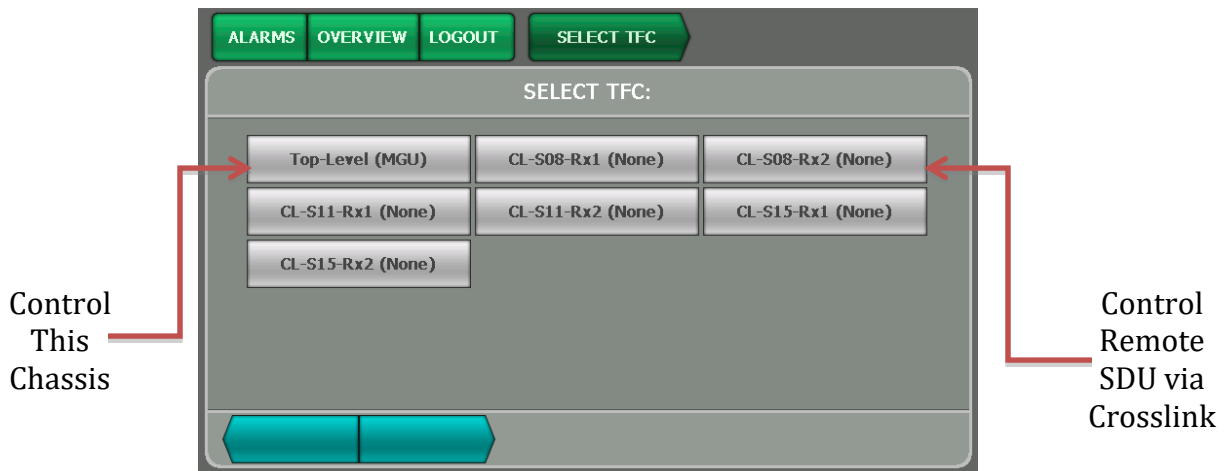 ALARMS OVERVIEW LOGOUT SELECT TFC
SELECT TFC:
Top-Level (MGU) CL-S08-Rx1 (None) CL-S08-Rx2 (None)
CL-S11-Rx1 (None) CL-S11-Rx2 (None) CL-S15-Rx1 (None)
CL-S15-Rx2 (None)
Control
This
Chassis
Control
Remote
SDU via
Crosslink